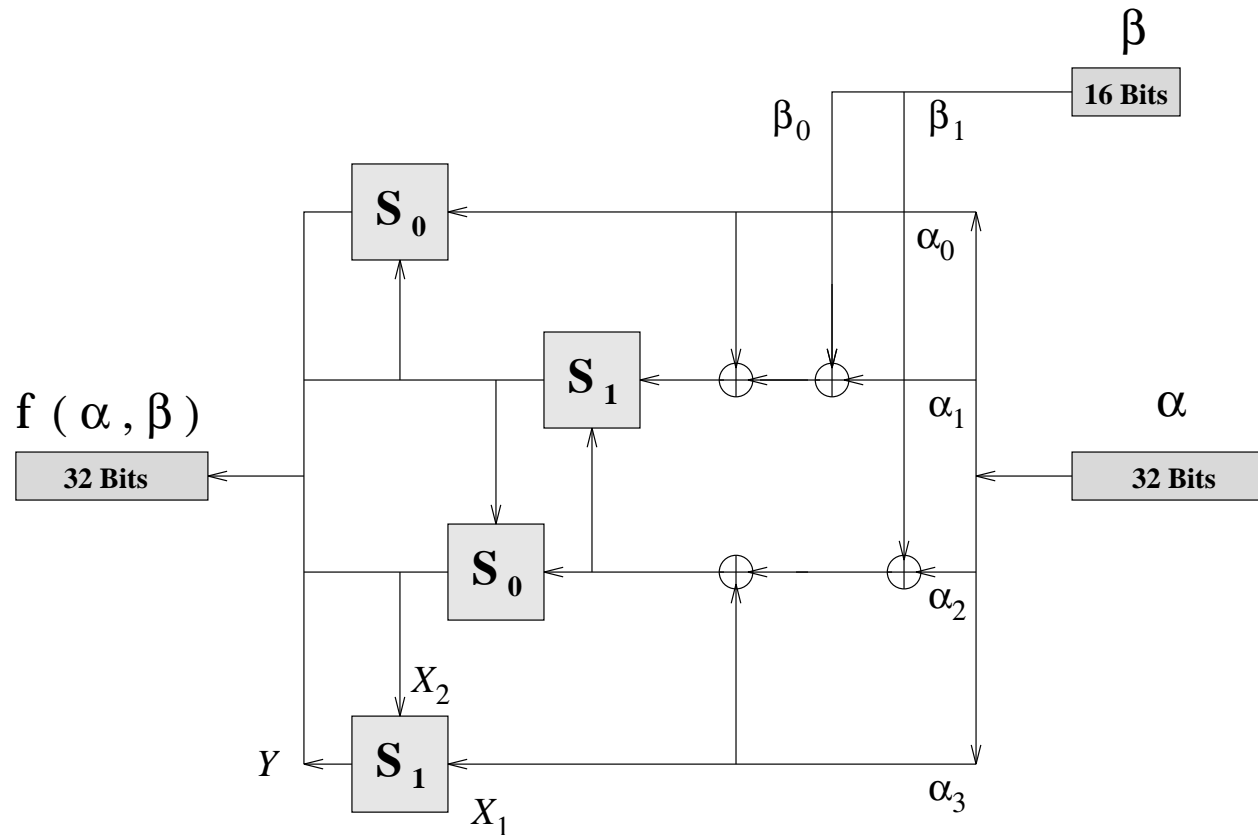 β
16 Bits
β₀
β₁
S₀
α₀
S₁
α₁
f ( α , β )
32 Bits
α
32 Bits
S₀
α₂
X₂
Y
S₁
X₁
α₃